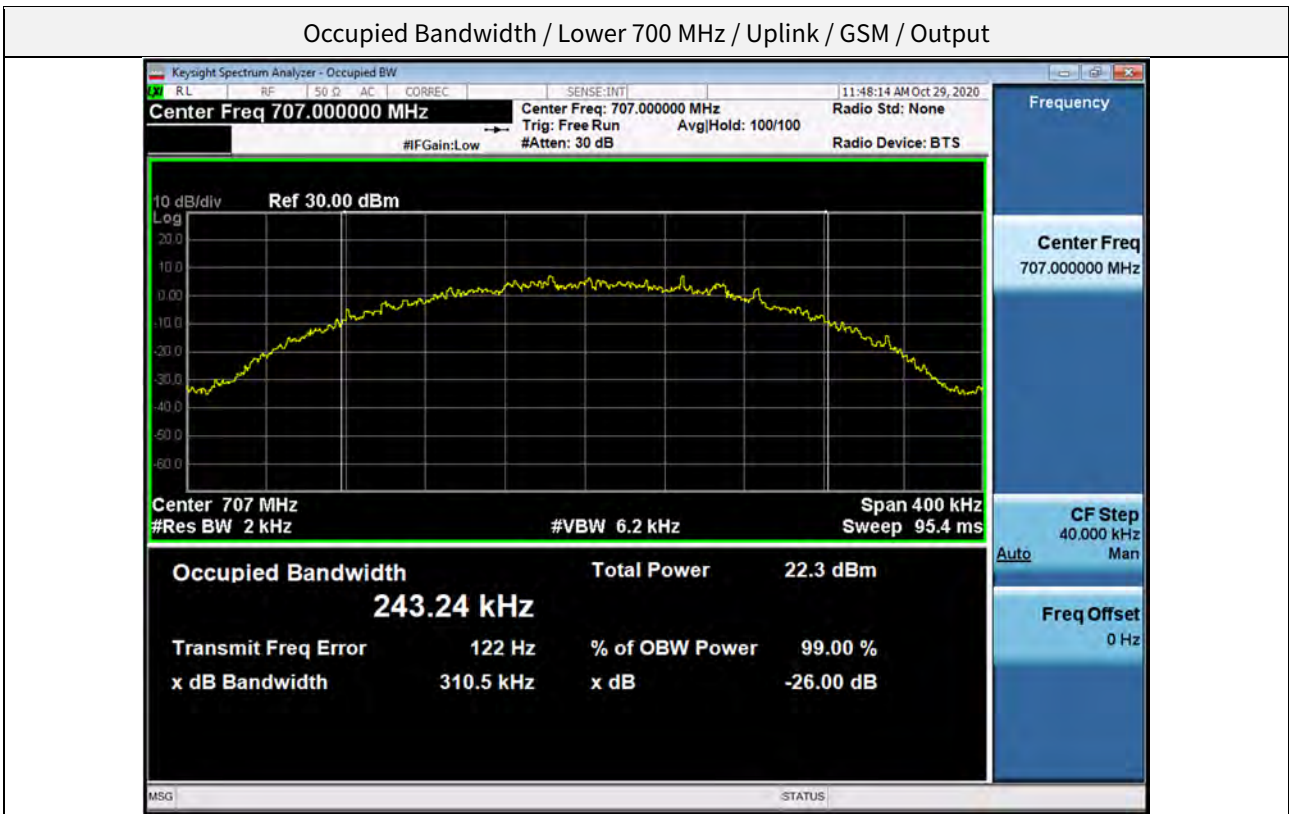 Occupied Bandwidth / Lower 700 MHz / Uplink / GSM / Output
Keysight Spectrum Analyzer - Occupied BW
LXI RL RF 50 Ω AC CORREC SENSE:INT 11:48:14 AM Oct 29, 2020
Center Freq 707.000000 MHz
Center Freq: 707.000000 MHz
Radio Std: None
Trig: Free Run Avg|Hold: 100/100
#IFGain:Low
#Atten: 30 dB
Radio Device: BTS
10 dB/div Ref 30.00 dBm
Log
20.0
10.0
0.00
-10.0
-20.0
-30.0
-40.0
-50.0
-60.0
Center 707 MHz Span 400 kHz
#Res BW 2 kHz #VBW 6.2 kHz Sweep 95.4 ms
Occupied Bandwidth Total Power 22.3 dBm
243.24 kHz
Transmit Freq Error 122 Hz % of OBW Power 99.00 %
x dB Bandwidth 310.5 kHz x dB -26.00 dB
Frequency
Center Freq
707.000000 MHz
CF Step
40.000 kHz
Auto Man
Freq Offset
0 Hz
MSG STATUS